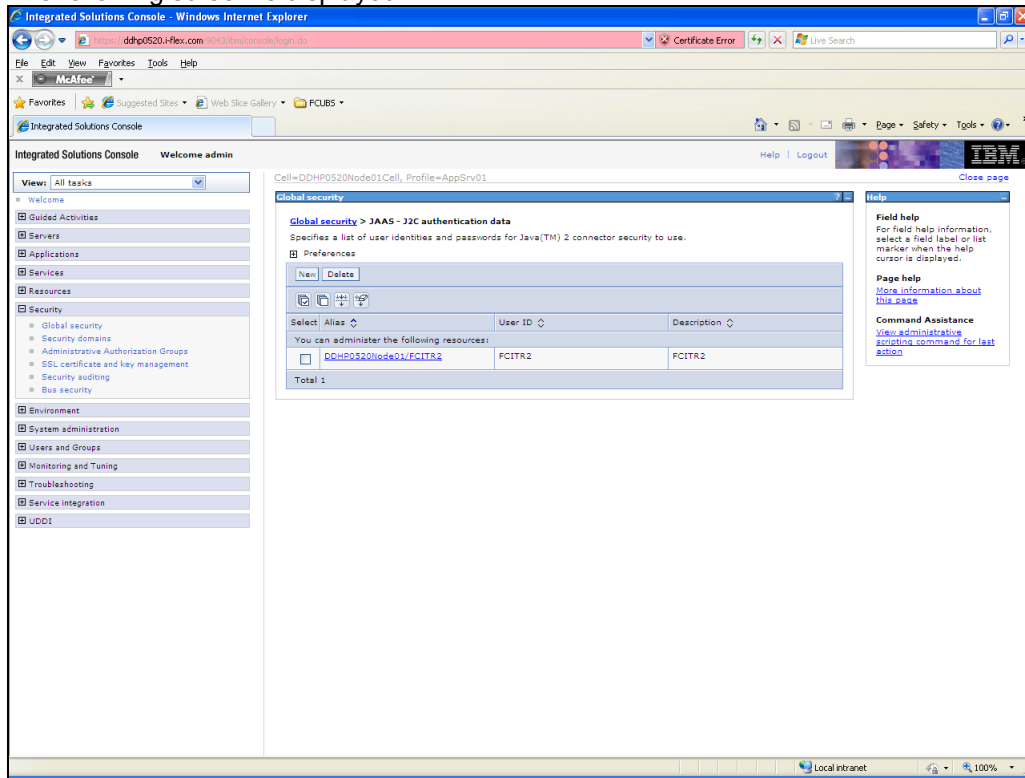 Integrated Solutions Console - Windows Internet Explorer
https://ddhp0520.i-flex.com:9043/ibm/console/login.do
Certificate Error
Live Search
File Edit View Favorites Tools Help
X McAfee
Favorites Suggested Sites Web Slice Gallery FCUBS
Integrated Solutions Console
Page Safety Tools
Integrated Solutions Console Welcome admin
Help | Logout
IBM.
View: All tasks
Cell=DDHP0520Node01Cell, Profile=AppSrv01
Close page
Welcome
Guided Activities
Servers
Applications
Services
Resources
Security
Global security
Security domains
Administrative Authorization Groups
SSL certificate and key management
Security auditing
Bus security
Environment
System administration
Users and Groups
Monitoring and Tuning
Troubleshooting
Service integration
UDDI
Global security ? -
Global security > JAAS - J2C authentication data
Specifies a list of user identities and passwords for Java(TM) 2 connector security to use.
Preferences
New Delete
Select Alias User ID Description
You can administer the following resources:
DDHP0520Node01/FCITR2 FCITR2 FCITR2
Total 1
Help
Field help
For field help information,
select a field label or list
marker when the help
cursor is displayed.
Page help
More information about
this page
Command Assistance
View administrative
scripting command for last
action
Local intranet
100%